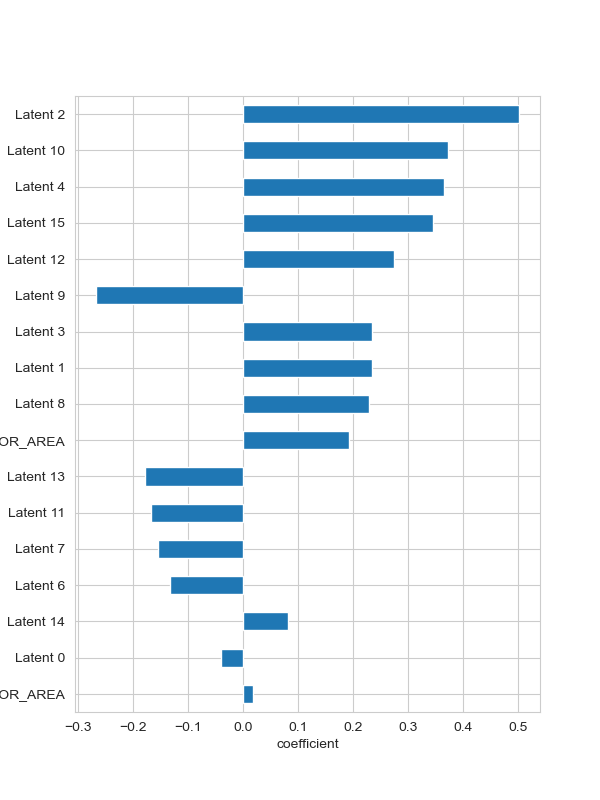 Latent 2
Latent 10
Latent 4
Latent 15
Latent 12
Latent 9
Latent 3
Latent 1
Latent 8
OR_AREA
Latent 13
Latent 11
Latent 7
Latent 6
Latent 14
Latent 0
OR_AREA
−0.3 −0.2 −0.1 0.0 0.1 0.2 0.3 0.4 0.5
coefficient